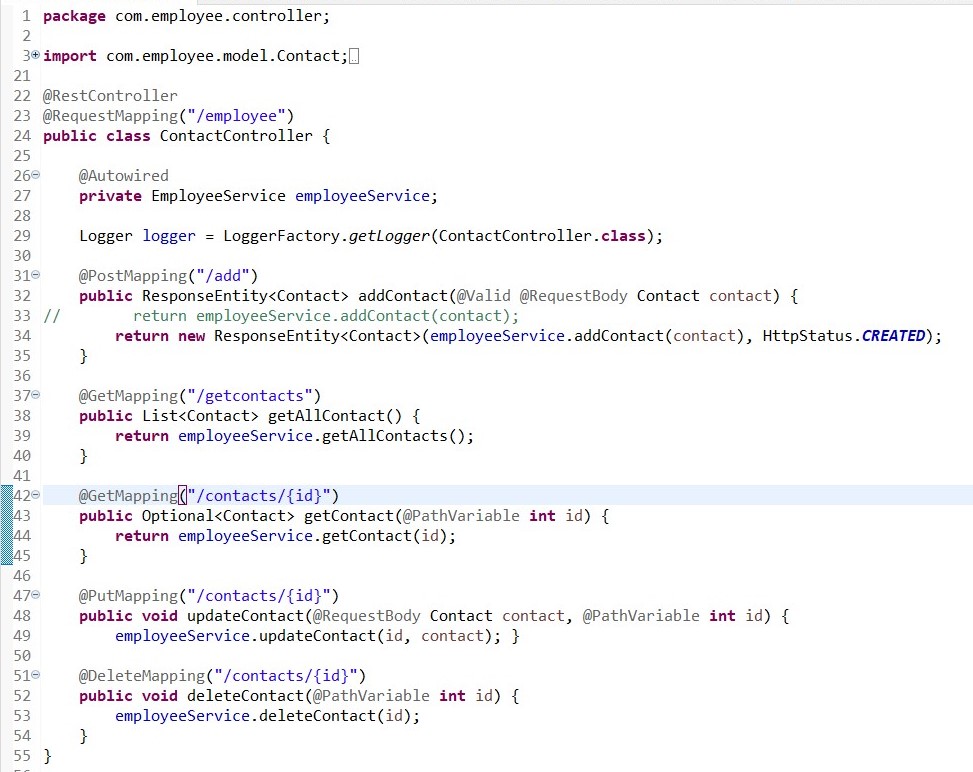 1 package com.employee.controller;
2
3 import com.employee.model.Contact;
21
22 @RestController
23 @RequestMapping("/employee")
24 public class ContactController {
25
26     @Autowired
27     private EmployeeService employeeService;
28
29     Logger logger = LoggerFactory.getLogger(ContactController.class);
30
31     @PostMapping("/add")
32     public ResponseEntity<Contact> addContact(@Valid @RequestBody Contact contact) {
33 //        return employeeService.addContact(contact);
34         return new ResponseEntity<Contact>(employeeService.addContact(contact), HttpStatus.CREATED);
35     }
36
37     @GetMapping("/getcontacts")
38     public List<Contact> getAllContact() {
39         return employeeService.getAllContacts();
40     }
41
42     @GetMapping("/contacts/{id}")
43     public Optional<Contact> getContact(@PathVariable int id) {
44         return employeeService.getContact(id);
45     }
46
47     @PutMapping("/contacts/{id}")
48     public void updateContact(@RequestBody Contact contact, @PathVariable int id) {
49         employeeService.updateContact(id, contact); }
50
51     @DeleteMapping("/contacts/{id}")
52     public void deleteContact(@PathVariable int id) {
53         employeeService.deleteContact(id);
54     }
55 }